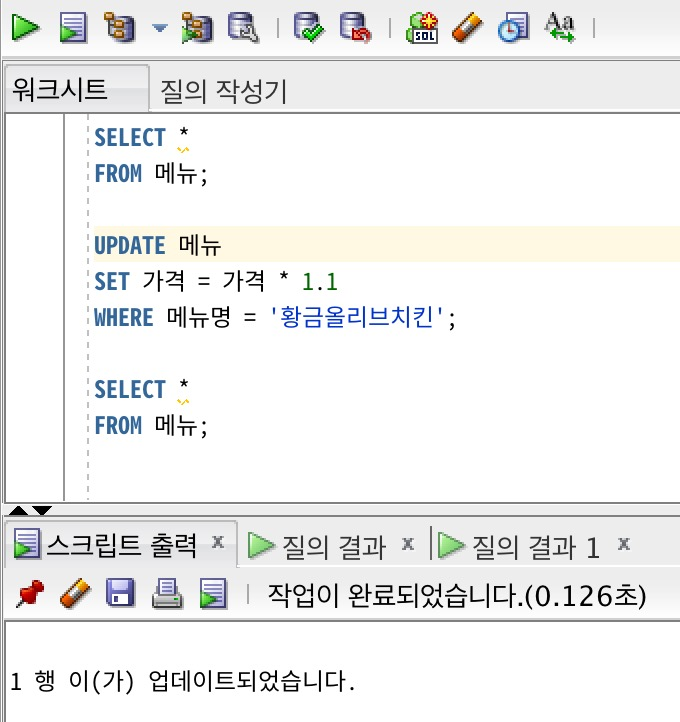 SQL
Aa
워크시트
질의 작성기
SELECT *
FROM 메뉴;
UPDATE 메뉴
SET 가격 = 가격 * 1.1
WHERE 메뉴명 = '황금올리브치킨';
SELECT *
FROM 메뉴;
스크립트 출력 x
질의 결과 x
질의 결과 1 x
작업이 완료되었습니다.(0.126초)
1 행 이(가) 업데이트되었습니다.